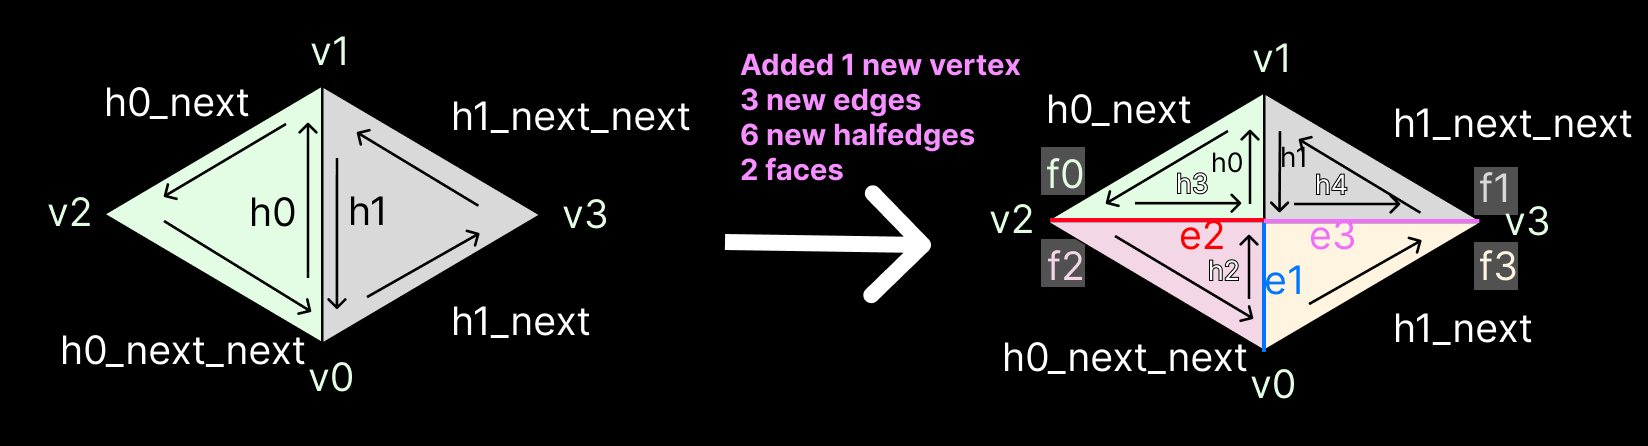 v1
h0_next
h1_next_next
v2
h0
h1
v3
h1_next
h0_next_next
v0
Added 1 new vertex
3 new edges
6 new halfedges
2 faces
v1
h0_next
h1_next_next
f0
h0
h1
h3
h4
f1
v2
v3
e2
e3
f2
h2
e1
f3
h1_next
h0_next_next
v0